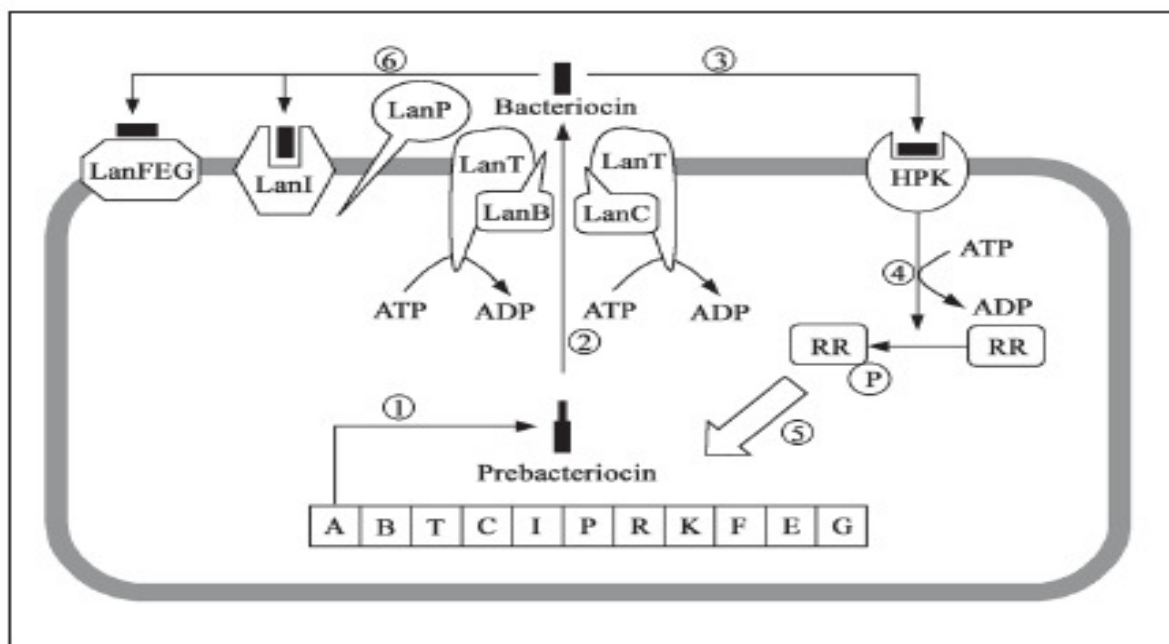 ⑥
③
Bacteriocin
LanP
LanFEG
LanI
LanT
LanT
HPK
LanB
LanC
ATP
ADP
ATP
ADP
④
ATP
ADP
②
RR
RR
P
①
⑤
Prebacteriocin
A B T C I P R K F E G